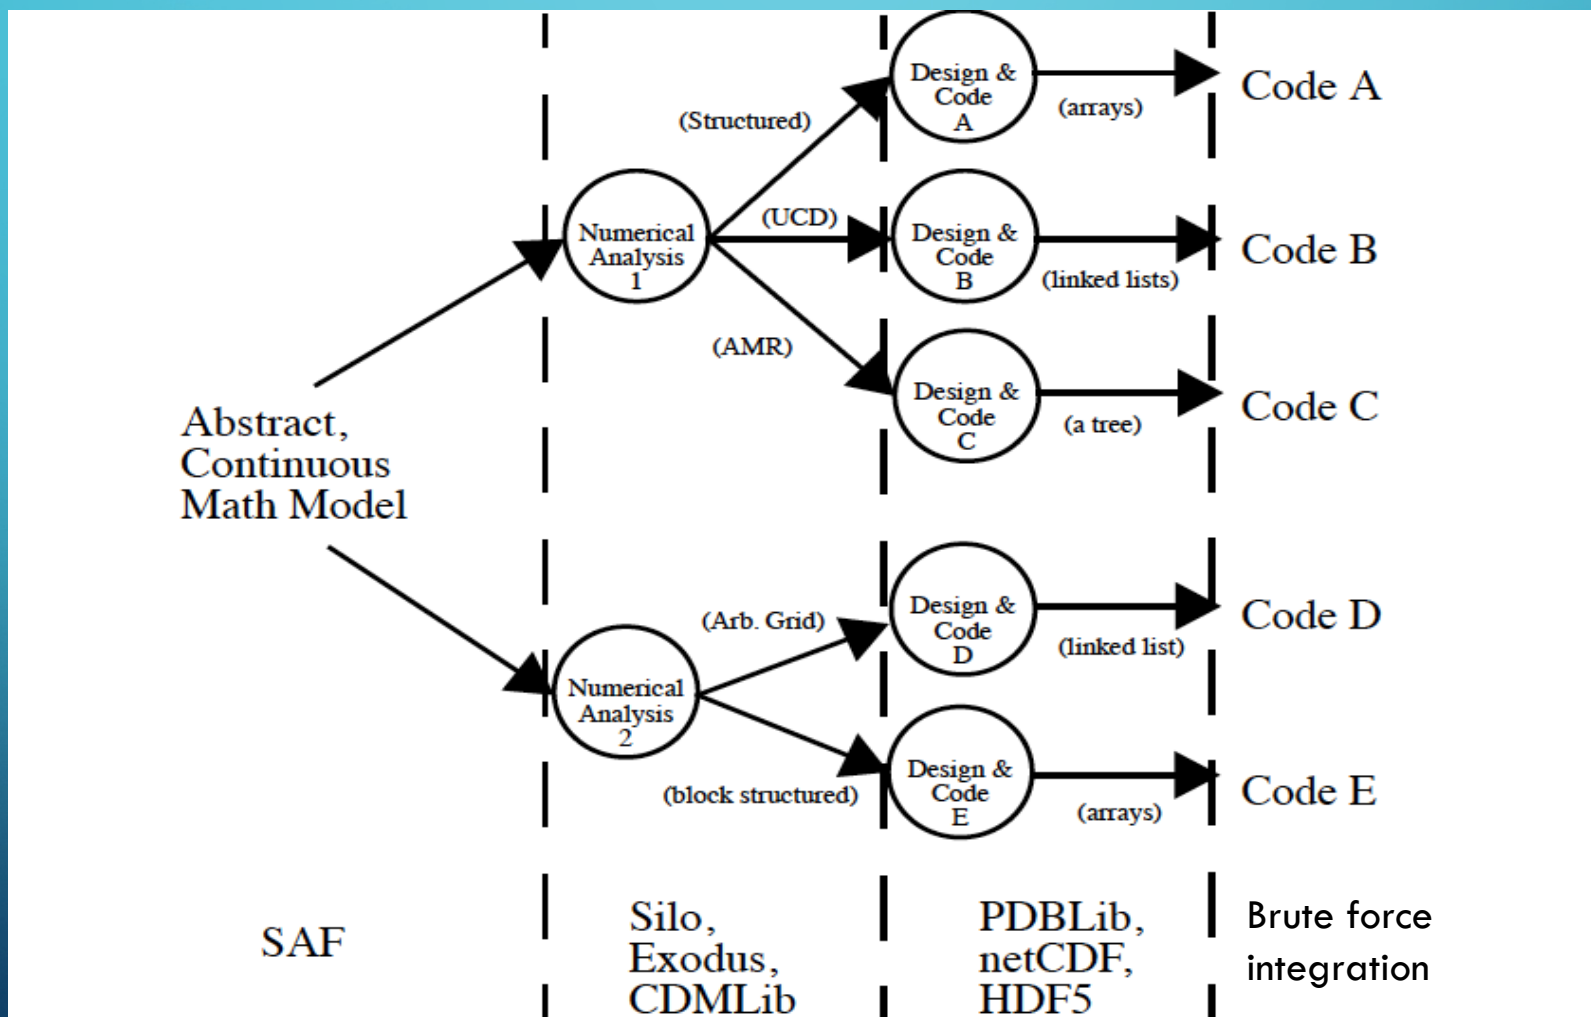 Design &
Code
A
(arrays)
Code A
(Structured)
Numerical
Analysis
1
(UCD)
Design &
Code
B
(linked lists)
Code B
(AMR)
Design &
Code
C
(a tree)
Code C
Abstract,
Continuous
Math Model
(Arb. Grid)
Design &
Code
D
(linked list)
Code D
Numerical
Analysis
2
(block structured)
Design &
Code
E
(arrays)
Code E
SAF
Silo,
Exodus,
CDMLib
PDBLib,
netCDF,
HDF5
Brute force
integration